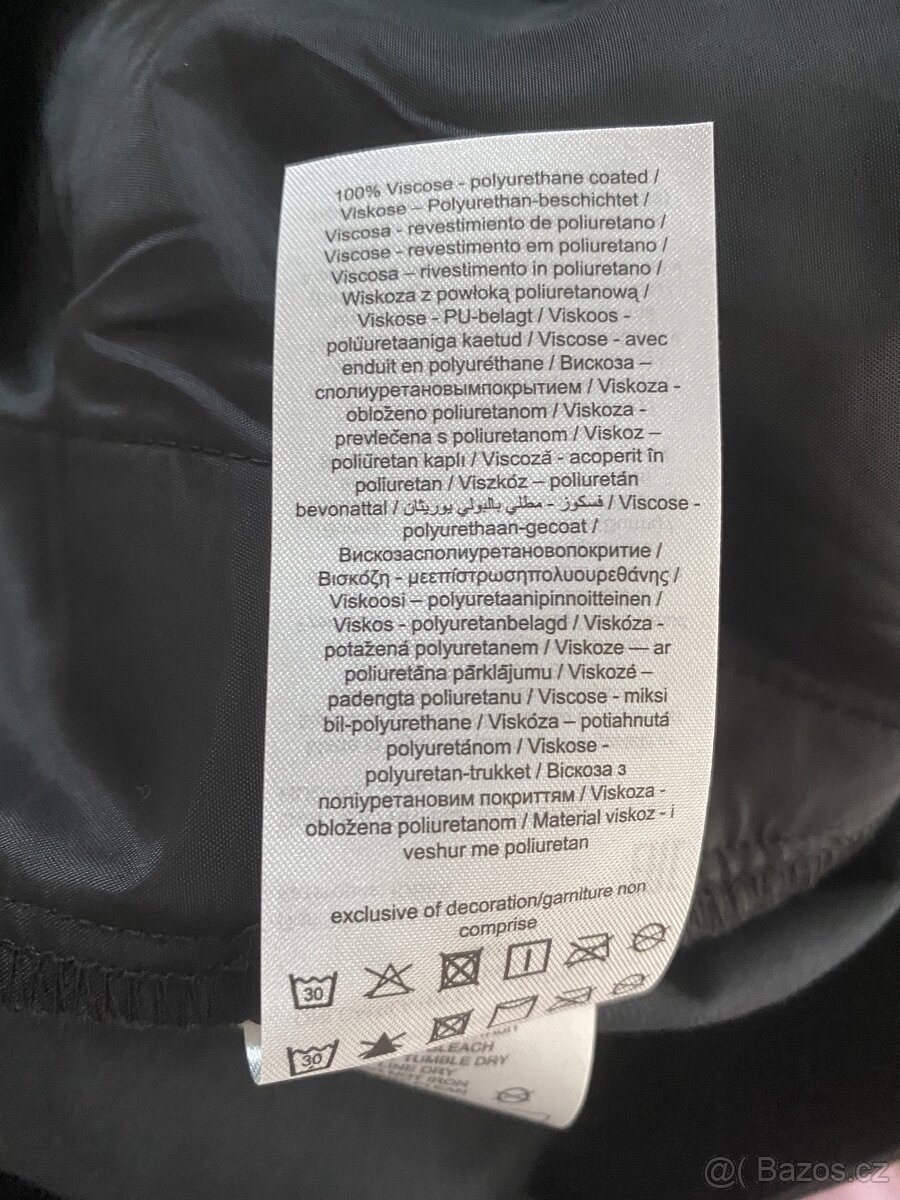 100% Viscose - polyurethane coated /
Viskose – Polyurethan-beschichtet /
Viscosa - revestimiento de poliuretano /
Viscose - revestimento em poliuretano /
Viscosa – rivestimento in poliuretano /
Wiskoza z powłoką poliuretanową /
Viskose - PU-belagt / Viskoos -
polüuretaaniga kaetud / Viscose - avec
enduit en polyuréthane / Вискоза –
сполиуретановымпокрытием / Viskoza -
obloženo poliuretanom / Viskoza -
prevlečena s poliuretanom / Viskoz –
poliüretan kaplı / Viscoză - acoperit în
poliuretan / Viszkóz – poliuretán
bevonattal / فسكوز - مطلي بالبولي يوريثان / Viscose -
polyurethaan-gecoat /
Вискозасполиуретановопокритие /
Βισκόζη - μεεπίστρωσηπολυουρεθάνης /
Viskoosi – polyuretaanipinnoitteinen /
Viskos - polyuretanbelagd / Viskóza -
potažená polyuretanem / Viskoze — ar
poliuretāna pārklājumu / Viskozė –
padengta poliuretanu / Viscose - miksi
bil-polyurethane / Viskóza – potiahnutá
polyuretánom / Viskose -
polyuretan-trukket / Віскоза з
поліуретановим покриттям / Viskoza -
obložena poliuretanom / Material viskoz - i
veshur me poliuretan
exclusive of decoration/garniture non
comprise
30
30
BLEACH
TUMBLE DRY
LINE DRY
NOT IRON
@( Bazos.cz